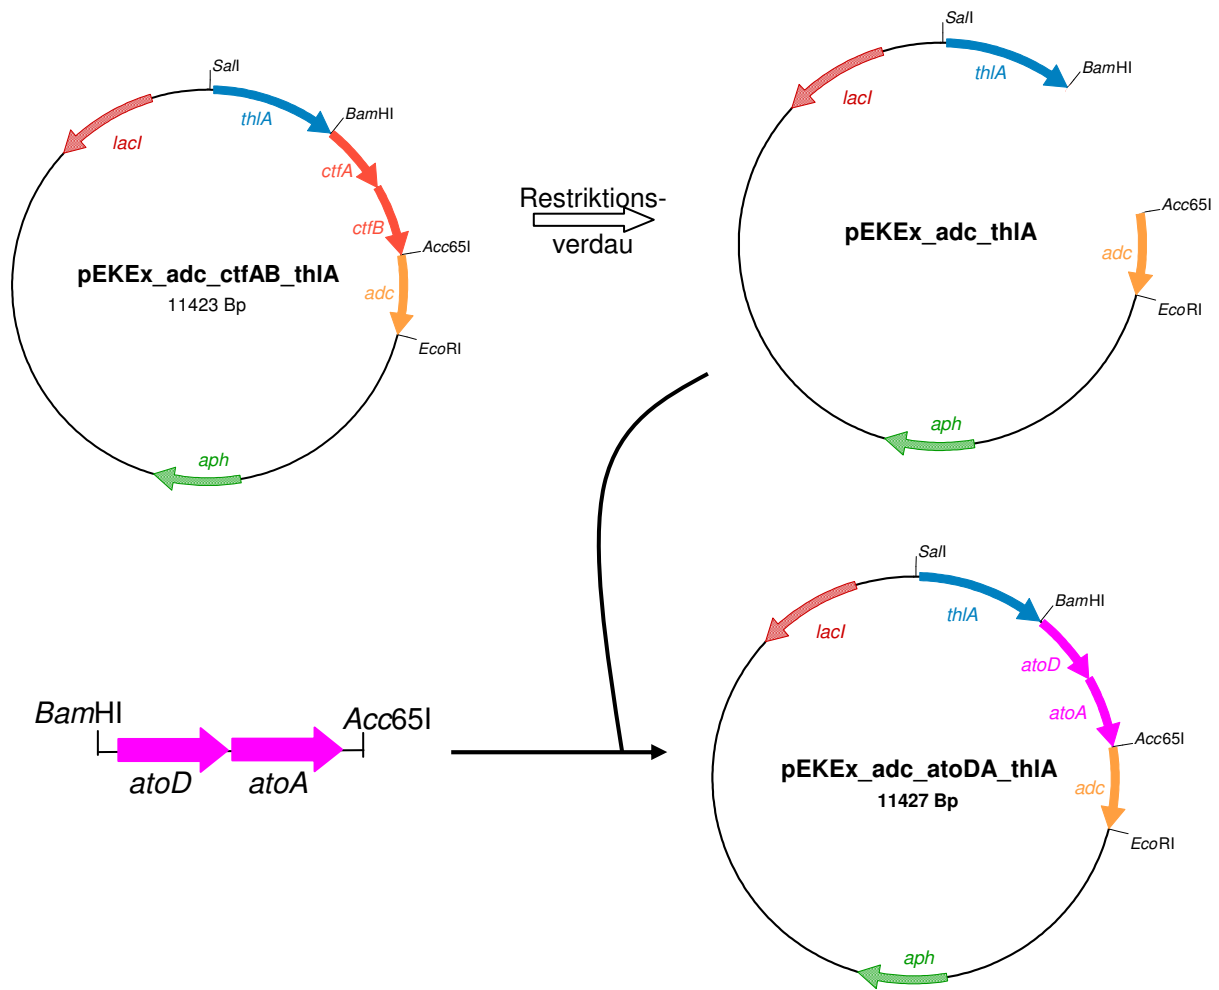 SalI
thlA
BamHI
lacI
ctfA
ctfB
Acc65I
pEKEx_adc_ctfAB_thlA
11423 Bp
adc
EcoRI
aph
Restriktions-
verdau
SalI
thlA
BamHI
lacI
Acc65I
pEKEx_adc_thlA
adc
EcoRI
aph
BamHI
Acc65I
atoD
atoA
SalI
thlA
BamHI
lacI
atoD
atoA
Acc65I
pEKEx_adc_atoDA_thlA
11427 Bp
adc
EcoRI
aph